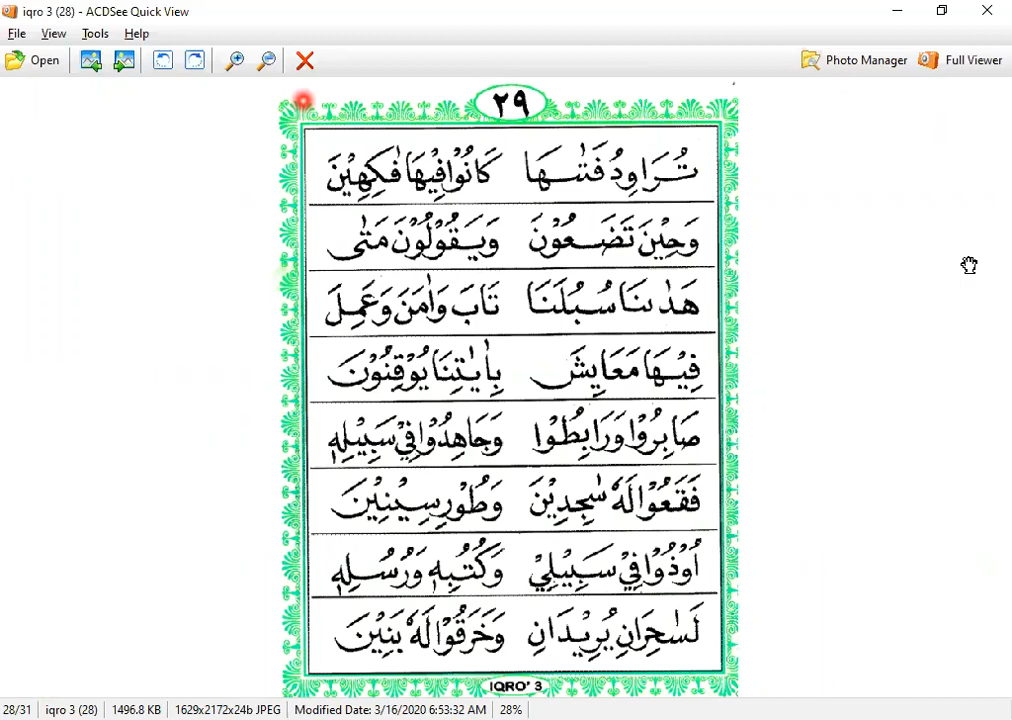 iqro 3 (28) - ACDSee Quick View
File View Tools Help
Open Photo Manager Full Viewer
٢٩
تُرَاوِدُ فَتٰىهَا كَانُوْا فِيْهَا فٰكِهِيْنَ
وَحِيْنَ تَضَعُوْنَ وَيَقُوْلُوْنَ مَتٰى
هَدٰىنَا سُبُلَنَا تَابَ وَاٰمَنَ وَعَمِلَ
فِيْهَا مَعَايِشَ بِاٰيٰتِنَا يُوْقِنُوْنَ
صَابِرُوْا وَرَابِطُوْا وَجَاهِدُوْا فِيْ سَبِيْلِهٖ
فَقَعُوْا لَهٗ سٰجِدِيْنَ وَطُوْرِ سِيْنِيْنَ
اُوْذُوْا فِيْ سَبِيْلِيْ وَكُتُبِهٖ وَرُسُلِهٖ
لَسٰحِرَانِ يُرِيْدَانِ وَخَرَقُوْا لَهٗ بَنِيْنَ
IQRO' 3
28/31 iqro 3 (28) 1496.8 KB 1629x2172x24b JPEG Modified Date: 3/16/2020 6:53:32 AM 28%